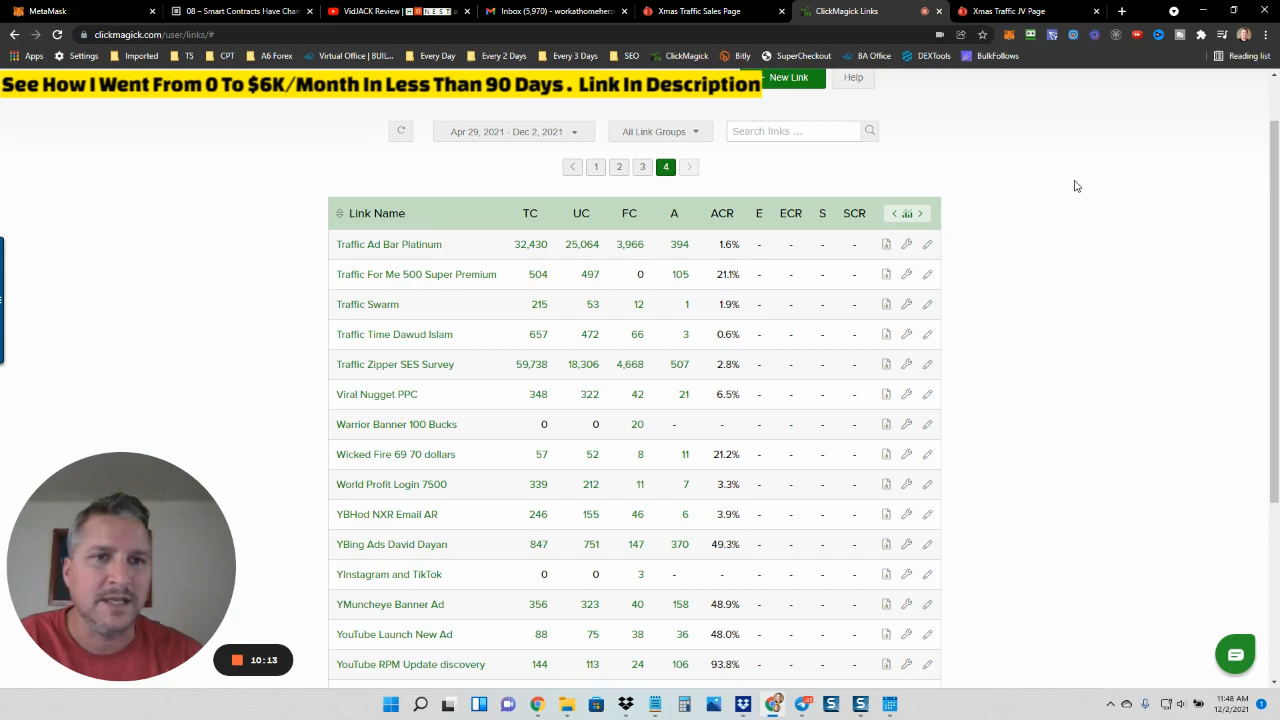 MetaMask
08 – Smart Contracts Have Chan
VidJACK Review | HONEST
Inbox (5,970) - workathomehero
Xmas Traffic Sales Page
ClickMagick Links
Xmas Traffic JV Page
clickmagick.com/user/links/#
Apps
Settings
Imported
TS
CPT
A6 Forex
Virtual Office | BUIL...
Every Day
Every 2 Days
Every 3 Days
SEO
ClickMagick
Bitly
SuperCheckout
BA Office
DEXTools
BulkFollows
Reading list
See How I Went From 0 To $6K/Month In Less Than 90 Days . Link In Description
New Link
Help
Apr 29, 2021 - Dec 2, 2021
All Link Groups
Search links ...
1 2 3 4
Link Name TC UC FC A ACR E ECR S SCR
Traffic Ad Bar Platinum 32,430 25,064 3,966 394 1.6% - - - -
Traffic For Me 500 Super Premium 504 497 0 105 21.1% - - - -
Traffic Swarm 215 53 12 1 1.9% - - - -
Traffic Time Dawud Islam 657 472 66 3 0.6% - - - -
Traffic Zipper SES Survey 59,738 18,306 4,668 507 2.8% - - - -
Viral Nugget PPC 348 322 42 21 6.5% - - - -
Warrior Banner 100 Bucks 0 0 20 - - - - - -
Wicked Fire 69 70 dollars 57 52 8 11 21.2% - - - -
World Profit Login 7500 339 212 11 7 3.3% - - - -
YBHod NXR Email AR 246 155 46 6 3.9% - - - -
YBing Ads David Dayan 847 751 147 370 49.3% - - - -
YInstagram and TikTok 0 0 3 - - - - - -
YMuncheye Banner Ad 356 323 40 158 48.9% - - - -
YouTube Launch New Ad 88 75 38 36 48.0% - - - -
YouTube RPM Update discovery 144 113 24 106 93.8% - - - -
10:13
11:48 AM
12/2/2021